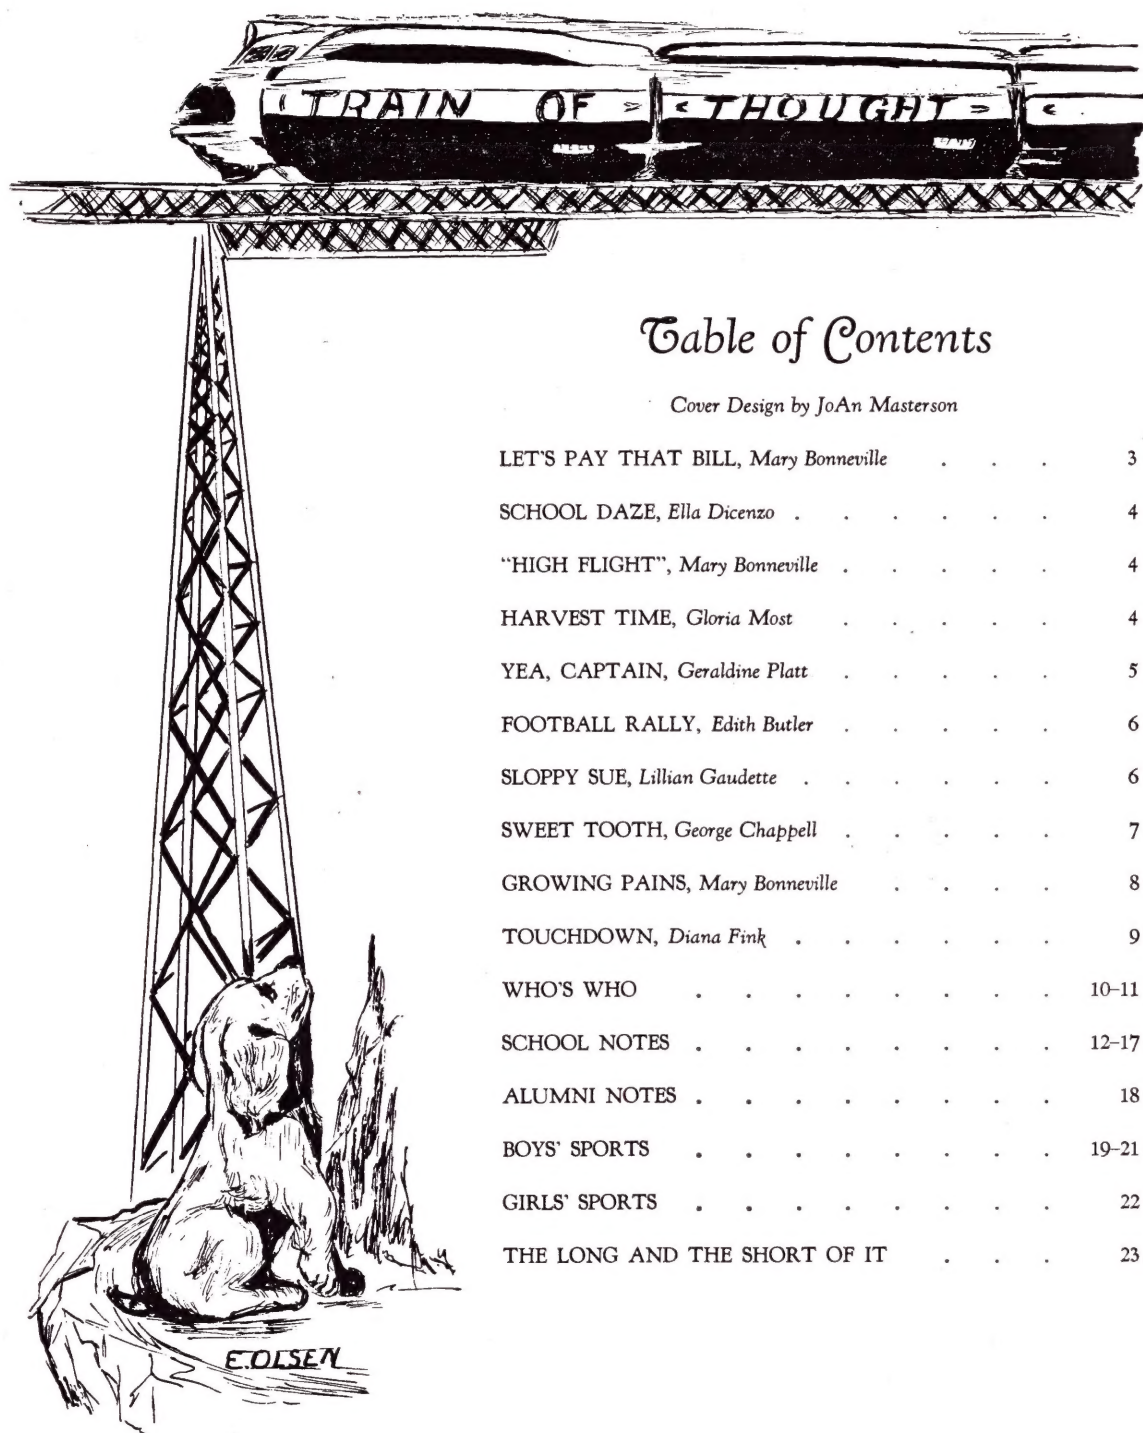 TRAIN OF > < THOUGHT > <
Table of Contents
Cover Design by JoAn Masterson
LET'S PAY THAT BILL, Mary Bonneville . . . 3
SCHOOL DAZE, Ella Dicenzo . . . . . . 4
"HIGH FLIGHT", Mary Bonneville . . . . . 4
HARVEST TIME, Gloria Most . . . . . 4
YEA, CAPTAIN, Geraldine Platt . . . . . 5
FOOTBALL RALLY, Edith Butler . . . . . 6
SLOPPY SUE, Lillian Gaudette . . . . . . 6
SWEET TOOTH, George Chappell . . . . . 7
GROWING PAINS, Mary Bonneville . . . . 8
TOUCHDOWN, Diana Fink . . . . . . 9
WHO'S WHO . . . . . . . . 10–11
SCHOOL NOTES . . . . . . . . 12–17
ALUMNI NOTES . . . . . . . . 18
BOYS' SPORTS . . . . . . . . 19–21
GIRLS' SPORTS . . . . . . . . 22
THE LONG AND THE SHORT OF IT . . . 23
E. OLSEN